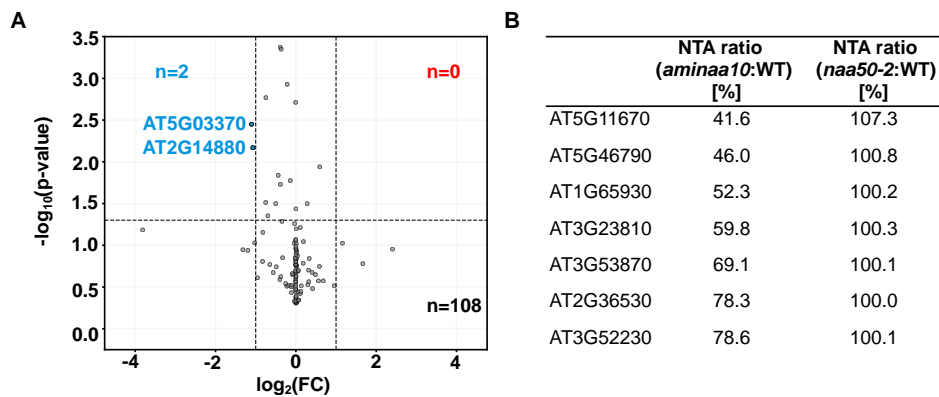 A
3.5
3.0
2.5
2.0
1.5
1.0
0.5
0.0
-log10(p-value)
n=2
n=0
AT5G03370
AT2G14880
n=108
-4 -2 0 2 4
log2(FC)
B
NTA ratio (aminaa10:WT) [%] NTA ratio (naa50-2:WT) [%]
AT5G11670 41.6 107.3
AT5G46790 46.0 100.8
AT1G65930 52.3 100.2
AT3G23810 59.8 100.3
AT3G53870 69.1 100.1
AT2G36530 78.3 100.0
AT3G52230 78.6 100.1